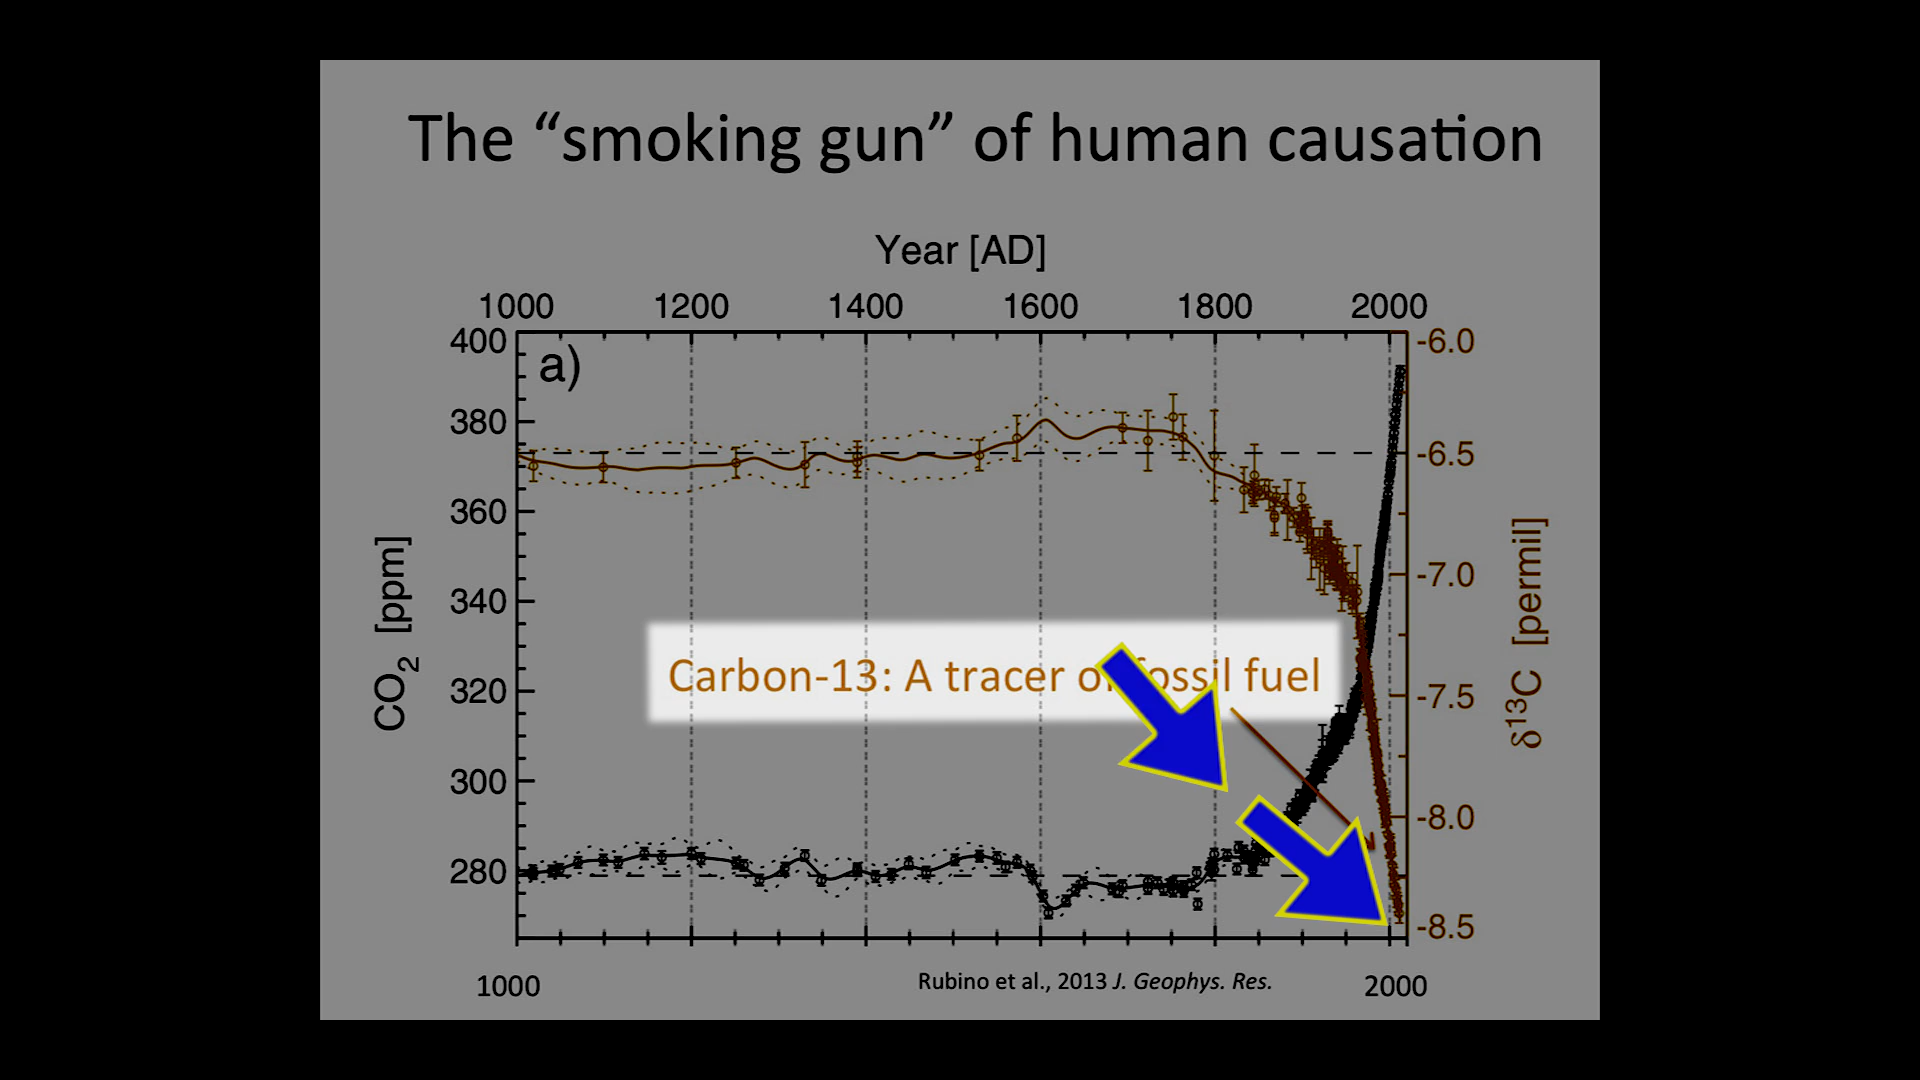 The “smoking gun” of human causation
Year [AD]
1000 1200 1400 1600 1800 2000
a)
400
380
360
340
320
300
280
CO2 [ppm]
-6.0
-6.5
-7.0
-7.5
-8.0
-8.5
δ13C [permil]
Carbon-13: A tracer of fossil fuel
1000 2000
Rubino et al., 2013 J. Geophys. Res.